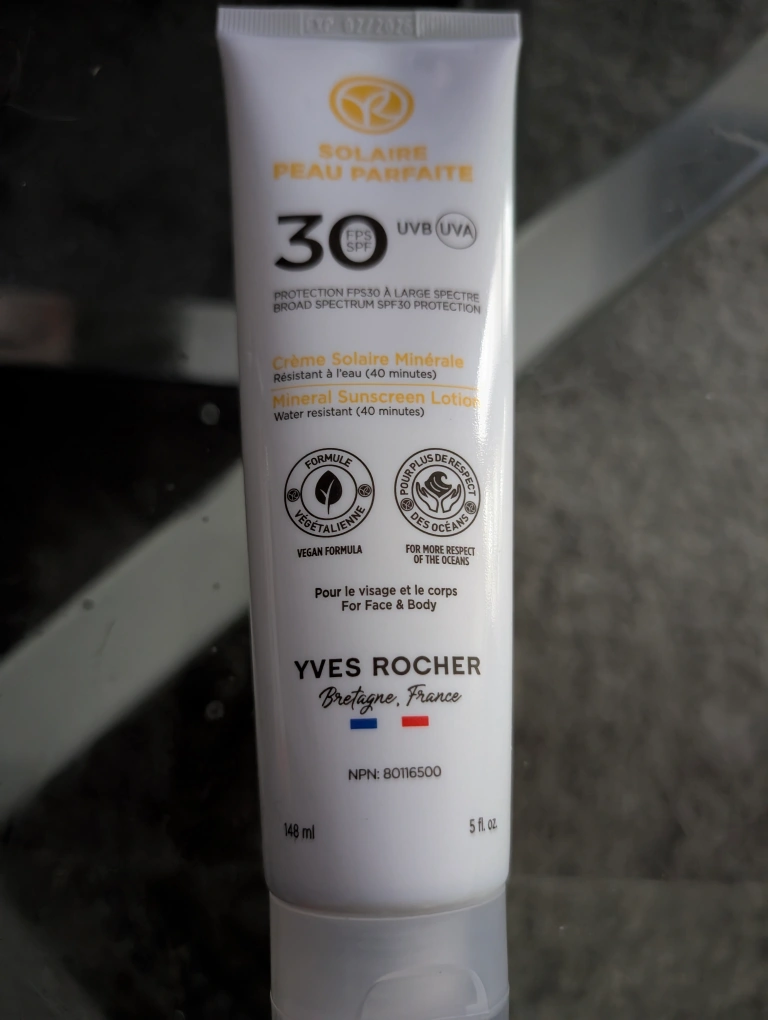 EXP 02/2026
SOLAIRE
PEAU PARFAITE
30 FPS SPF UVB UVA
PROTECTION FPS30 À LARGE SPECTRE
BROAD SPECTRUM SPF30 PROTECTION
Crème Solaire Minérale
Résistant à l'eau (40 minutes)
Mineral Sunscreen Lotion
Water resistant (40 minutes)
FORMULE VÉGÉTALIENNE
POUR PLUS DE RESPECT DES OCÉANS
VEGAN FORMULA
FOR MORE RESPECT
OF THE OCEANS
Pour le visage et le corps
For Face & Body
YVES ROCHER
Bretagne, France
NPN: 80116500
148 ml
5 fl. oz.